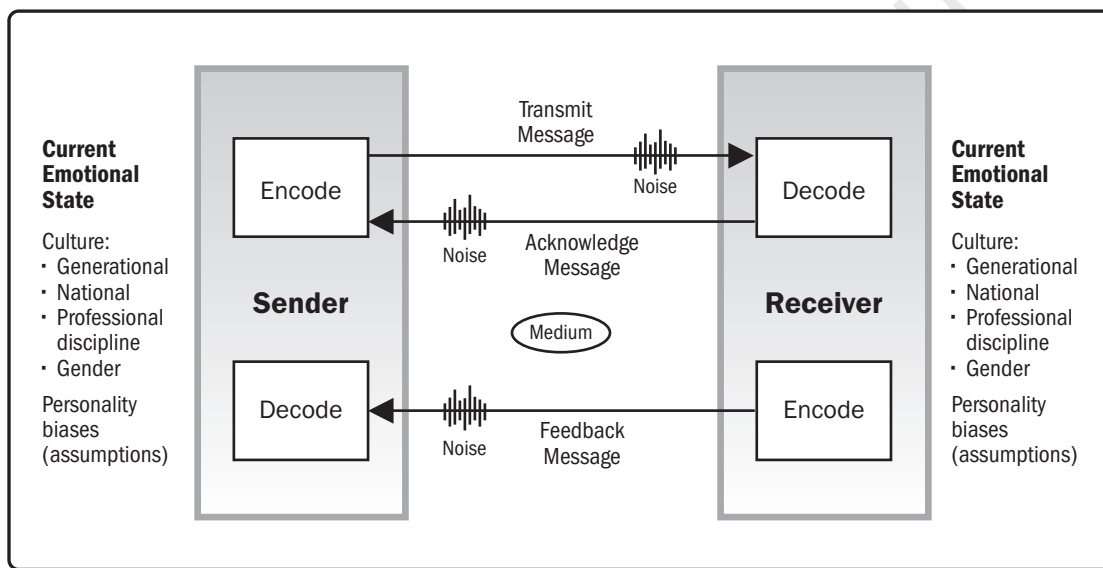 Current
Emotional
State
Culture:
· Generational
· National
· Professional
discipline
· Gender
Personality
biases
(assumptions)
Sender
Encode
Decode
Transmit
Message
Noise
Noise
Acknowledge
Message
Medium
Noise
Feedback
Message
Receiver
Decode
Encode
Current
Emotional
State
Culture:
· Generational
· National
· Professional
discipline
· Gender
Personality
biases
(assumptions)